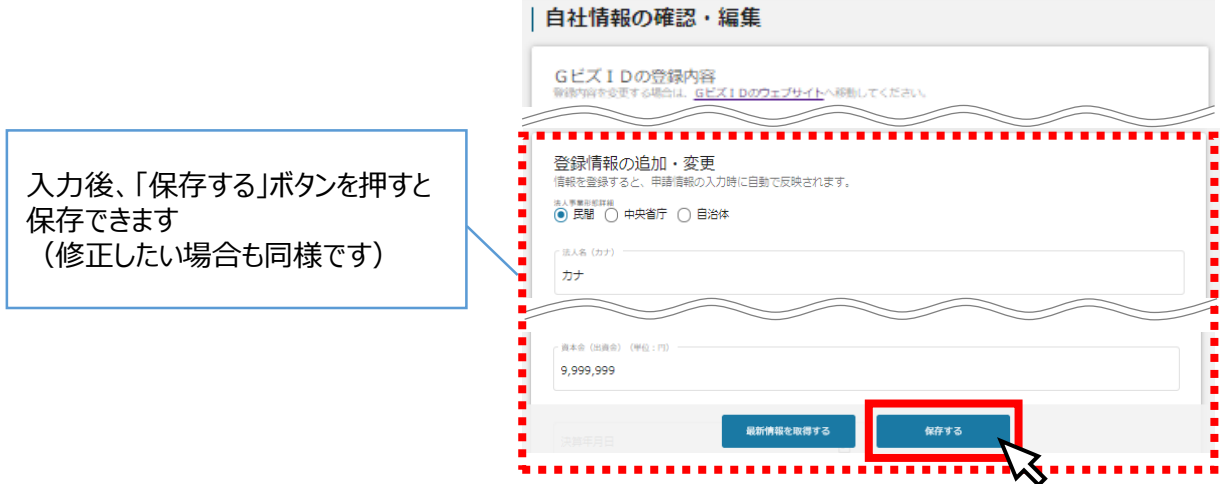 自社情報の確認・編集
GビズIDの登録内容
登録内容を変更する場合は、GビズIDのウェブサイトへ移動してください。
入力後、「保存する」ボタンを押すと
保存できます
（修正したい場合も同様です）
登録情報の追加・変更
情報を登録すると、申請情報の入力時に自動で反映されます。
法人事業形態詳細
民間 中央省庁 自治体
法人名（カナ）
カナ
資本金（出資金）（単位：円）
9,999,999
決算年月日
最新情報を取得する 保存する